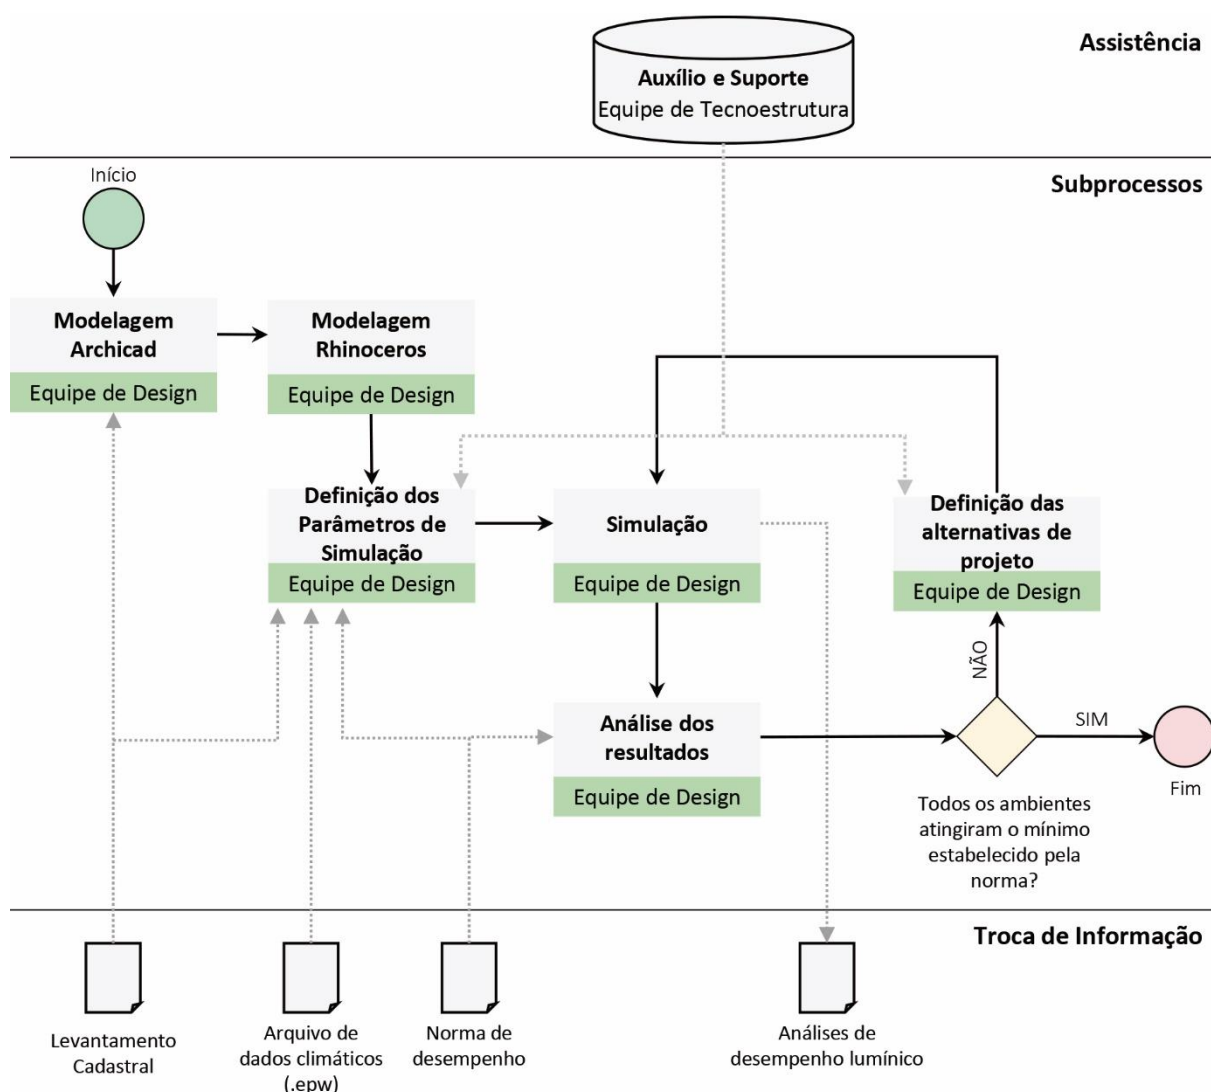 Assistência
Auxílio e Suporte
Equipe de Tecnoestrutura
Subprocessos
Início
Modelagem
Archicad
Equipe de Design
Modelagem
Rhinoceros
Equipe de Design
Definição dos
Parâmetros de
Simulação
Equipe de Design
Simulação
Equipe de Design
Definição das
alternativas de
projeto
Equipe de Design
NÃO
Análise dos
resultados
Equipe de Design
SIM
Fim
Todos os ambientes
atingiram o mínimo
estabelecido pela
norma?
Troca de Informação
Levantamento
Cadastral
Arquivo de
dados climáticos
(.epw)
Norma de
desempenho
Análises de
desempenho lumínico